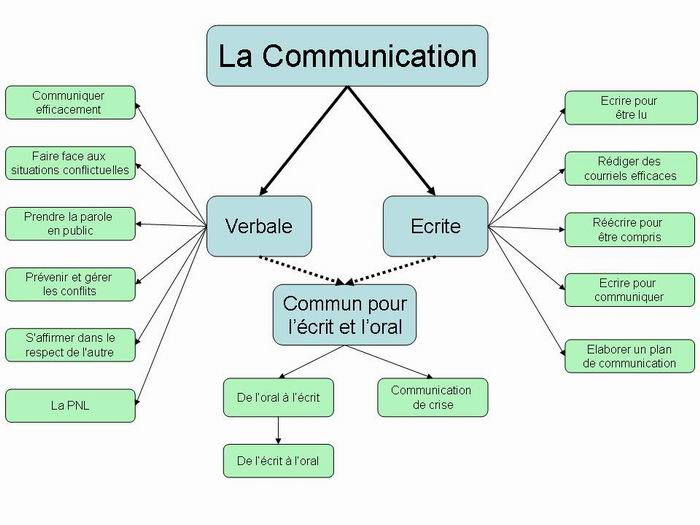 La Communication
Communiquer
efficacement
Faire face aux
situations conflictuelles
Prendre la parole
en public
Prévenir et gérer
les conflits
S'affirmer dans le
respect de l'autre
La PNL
Verbale
Ecrite
Commun pour
l'écrit et l'oral
De l'oral à l'écrit
De l'écrit à l'oral
Communication
de crise
Ecrire pour
être lu
Rédiger des
courriels efficaces
Réécrire pour
être compris
Ecrire pour
communiquer
Elaborer un plan
de communication